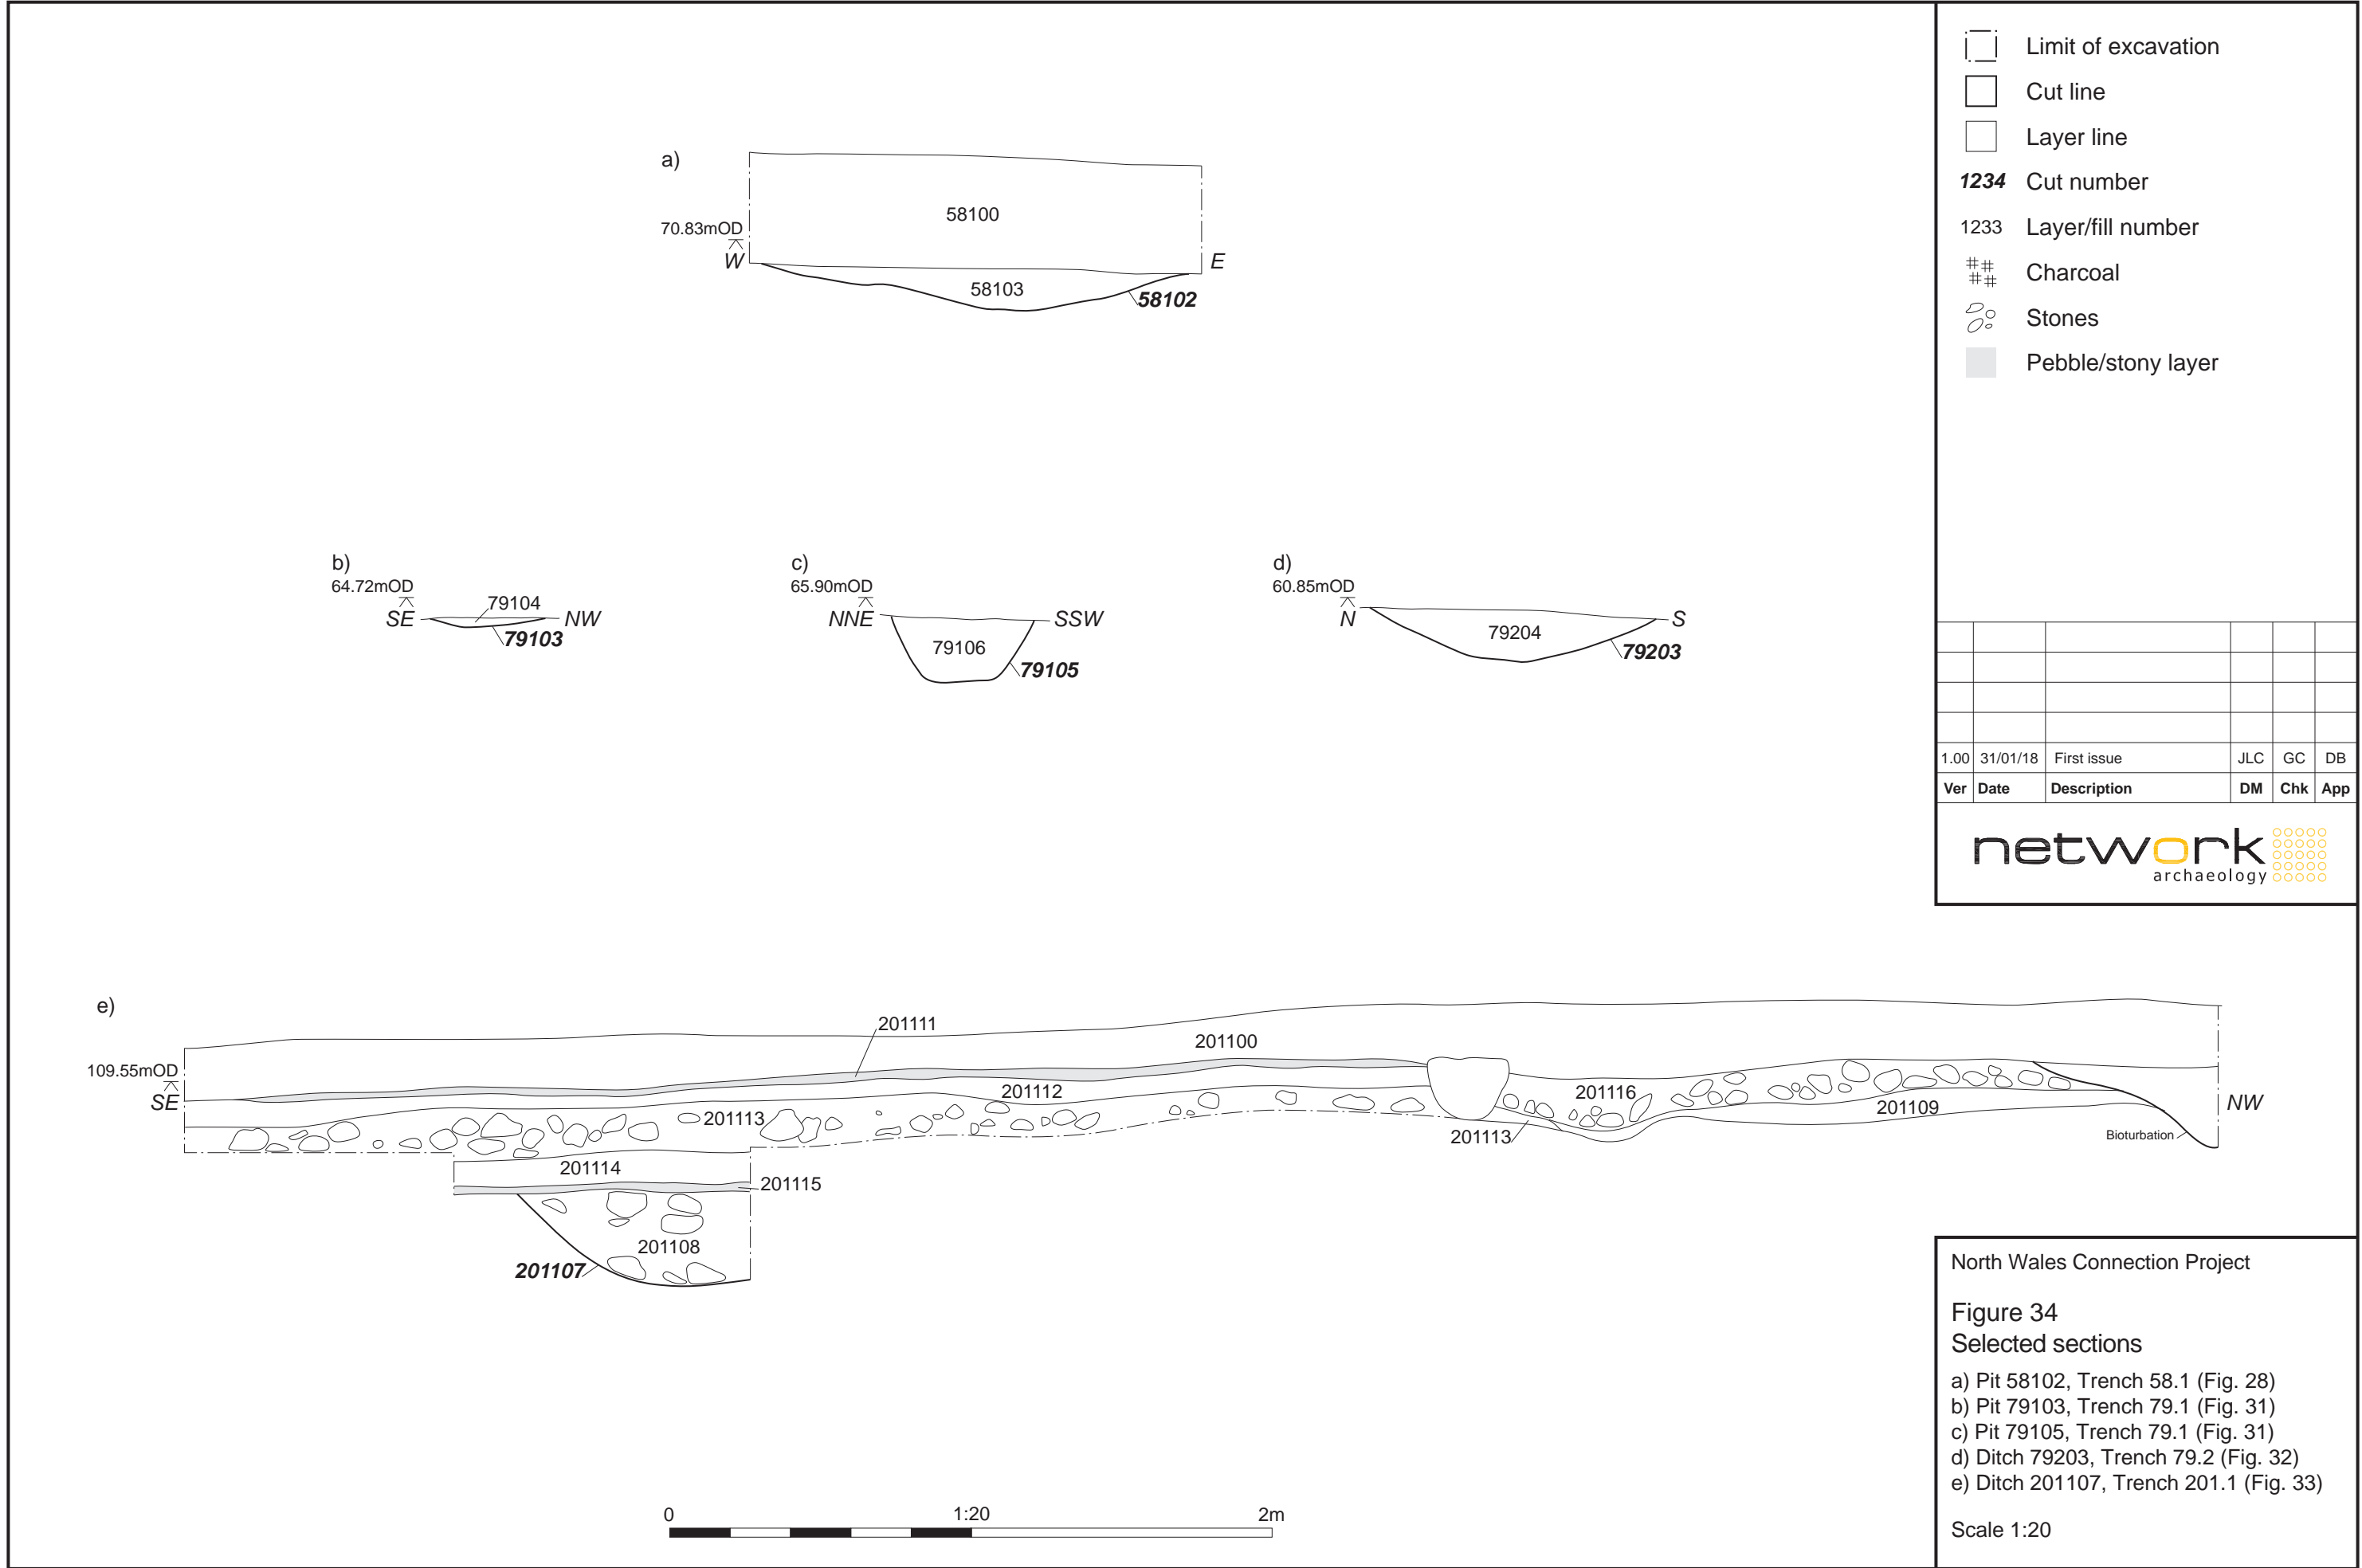 a)
58100
70.83mOD
W
E
58103
58102
b)
64.72mOD
SE
79104
NW
79103
c)
65.90mOD
NNE
SSW
79106
79105
d)
60.85mOD
N
S
79204
79203
e)
201111
201100
109.55mOD
SE
201112
201116
201113
201109
NW
201113
Bioturbation
201114
201115
201108
201107
0 1:20 2m
Limit of excavation
Cut line
Layer line
1234 Cut number
1233 Layer/fill number
Charcoal
Stones
Pebble/stony layer
1.00 31/01/18 First issue JLC GC DB
Ver Date Description DM Chk App
network
archaeology
North Wales Connection Project
Figure 34
Selected sections
a) Pit 58102, Trench 58.1 (Fig. 28)
b) Pit 79103, Trench 79.1 (Fig. 31)
c) Pit 79105, Trench 79.1 (Fig. 31)
d) Ditch 79203, Trench 79.2 (Fig. 32)
e) Ditch 201107, Trench 201.1 (Fig. 33)
Scale 1:20